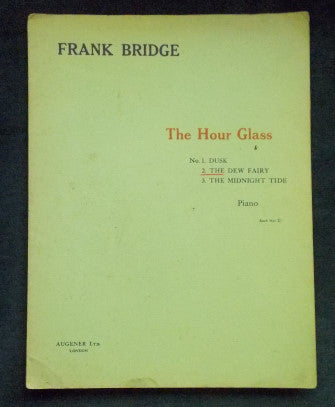 FRANK BRIDGE
The Hour Glass
No. 1. DUSK
2. THE DEW FAIRY
3. THE MIDNIGHT TIDE
Piano
AUGENER LTD.
LONDON